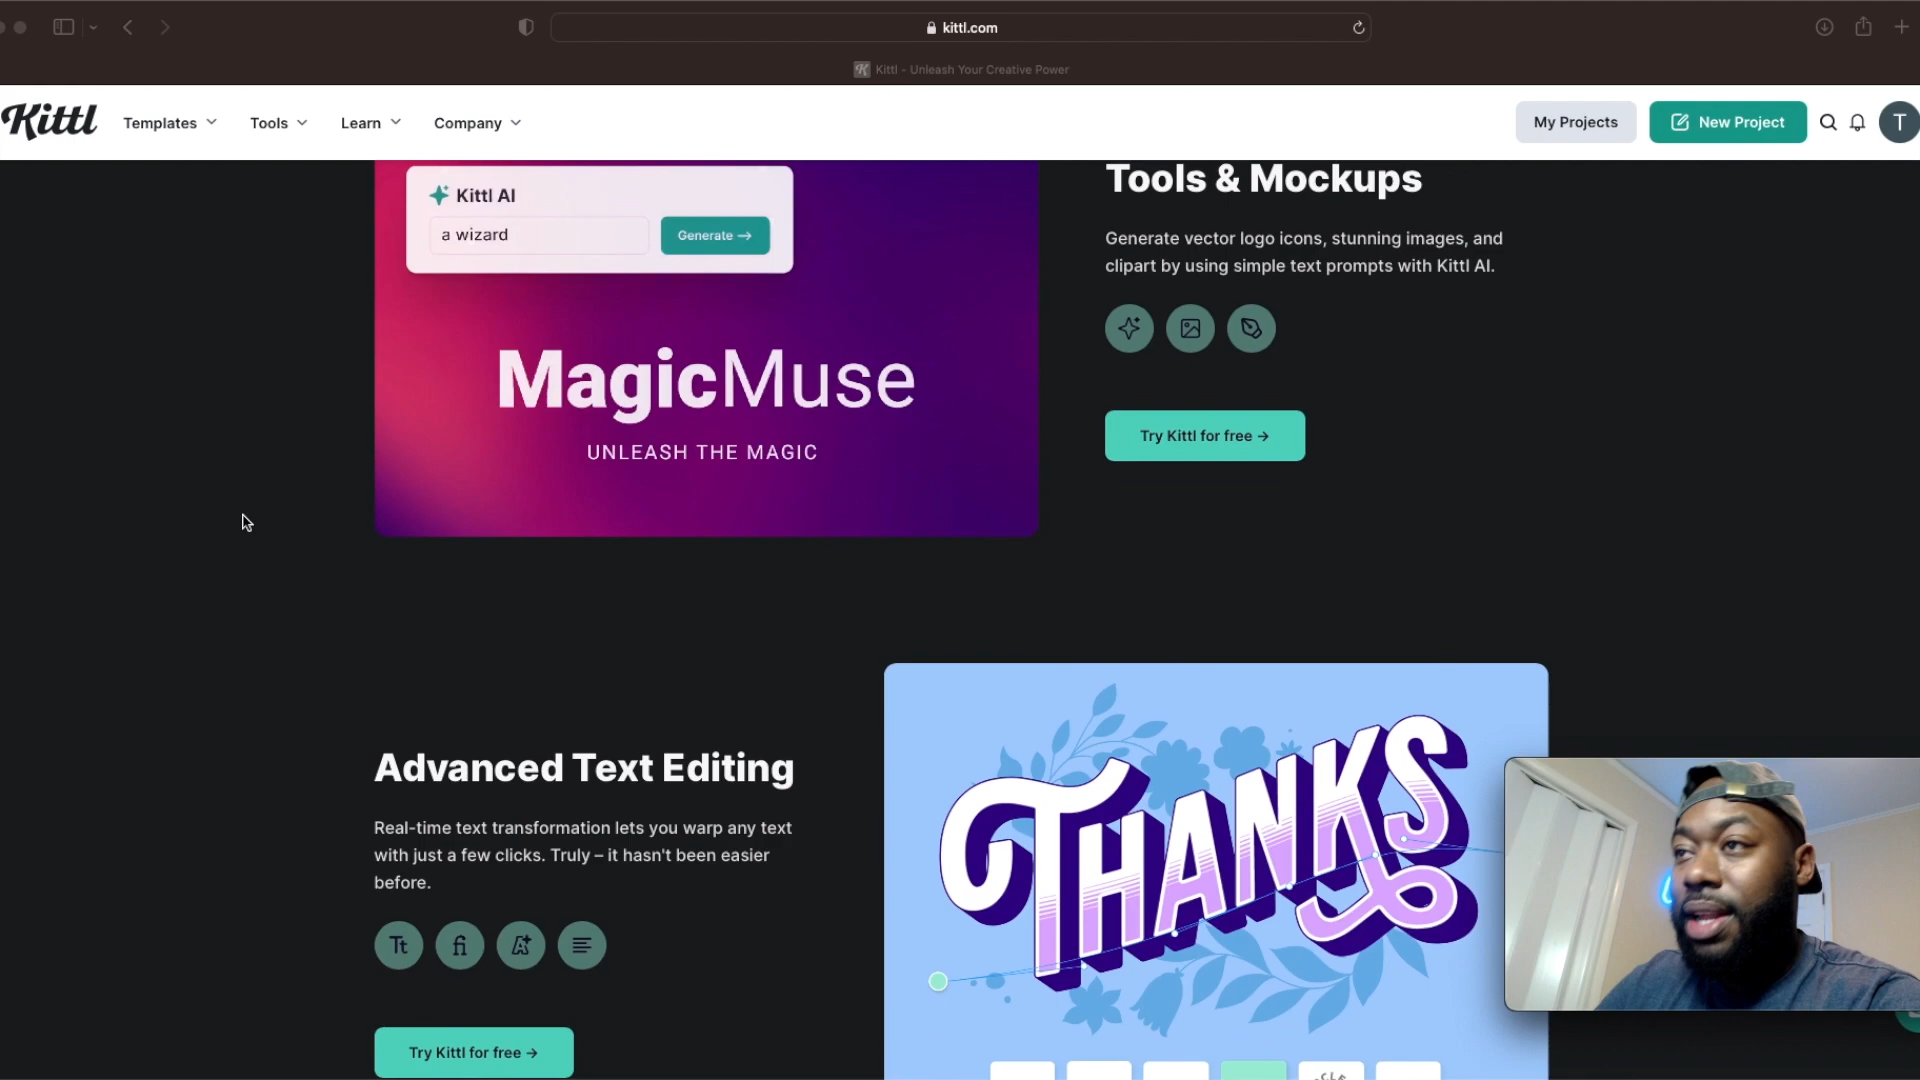 kittl.com
Kittl - Unleash Your Creative Power
Kittl
Templates
Tools
Learn
Company
My Projects
New Project
T
Kittl AI
a wizard
Generate →
MagicMuse
UNLEASH THE MAGIC
Tools & Mockups
Generate vector logo icons, stunning images, and
clipart by using simple text prompts with Kittl AI.
Try Kittl for free →
Advanced Text Editing
Real-time text transformation lets you warp any text
with just a few clicks. Truly – it hasn't been easier
before.
Tt
fi
A
Try Kittl for free →
THANKS